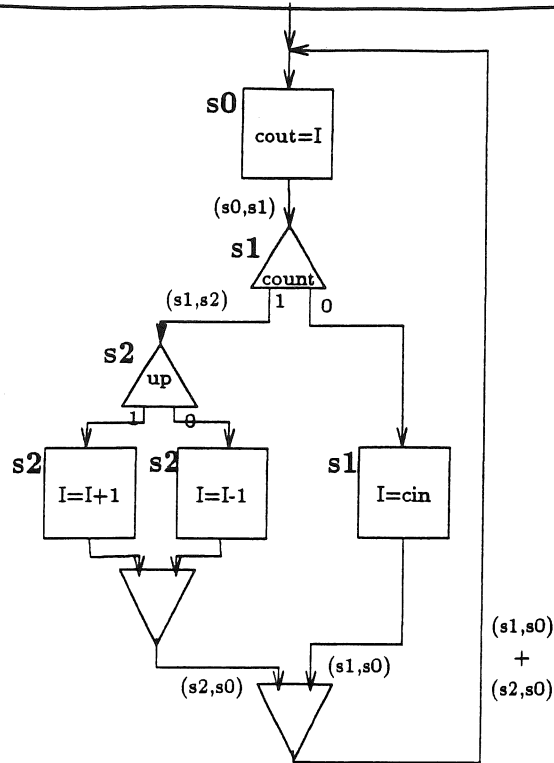 s0
cout=I
(s0,s1)
s1
count
(s1,s2)
1
0
s2
up
1
0
s2
s2
s1
I=I+1
I=I-1
I=cin
(s1,s0)
+
(s2,s0)
(s2,s0)
(s1,s0)